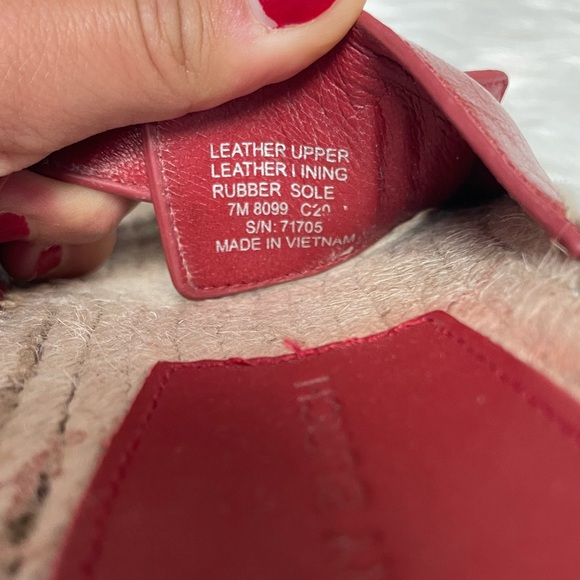 LEATHER UPPER
LEATHER LINING
RUBBER SOLE
7M 8099 C20
S/N: 71705
MADE IN VIETNAM